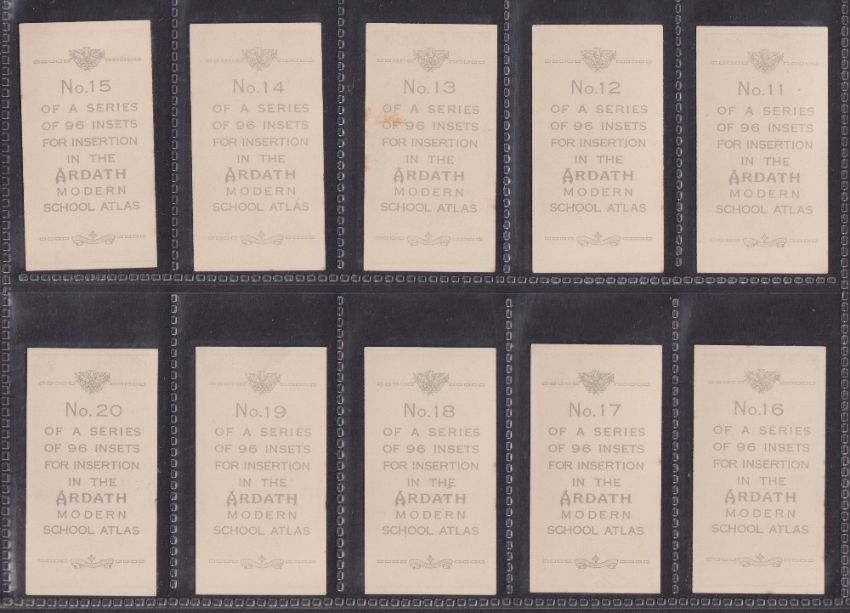 No.15
OF A SERIES
OF 96 INSETS
FOR INSERTION
IN THE
ARDATH
MODERN
SCHOOL ATLAS
No.14
OF A SERIES
OF 96 INSETS
FOR INSERTION
IN THE
ARDATH
MODERN
SCHOOL ATLAS
No.13
OF A SERIES
OF 96 INSETS
FOR INSERTION
IN THE
ARDATH
MODERN
SCHOOL ATLAS
No.12
OF A SERIES
OF 96 INSETS
FOR INSERTION
IN THE
ARDATH
MODERN
SCHOOL ATLAS
No.11
OF A SERIES
OF 96 INSETS
FOR INSERTION
IN THE
ARDATH
MODERN
SCHOOL ATLAS
No.20
OF A SERIES
OF 96 INSETS
FOR INSERTION
IN THE
ARDATH
MODERN
SCHOOL ATLAS
No.19
OF A SERIES
OF 96 INSETS
FOR INSERTION
IN THE
ARDATH
MODERN
SCHOOL ATLAS
No.18
OF A SERIES
OF 96 INSETS
FOR INSERTION
IN THE
ARDATH
MODERN
SCHOOL ATLAS
No.17
OF A SERIES
OF 96 INSETS
FOR INSERTION
IN THE
ARDATH
MODERN
SCHOOL ATLAS
No.16
OF A SERIES
OF 96 INSETS
FOR INSERTION
IN THE
ARDATH
MODERN
SCHOOL ATLAS